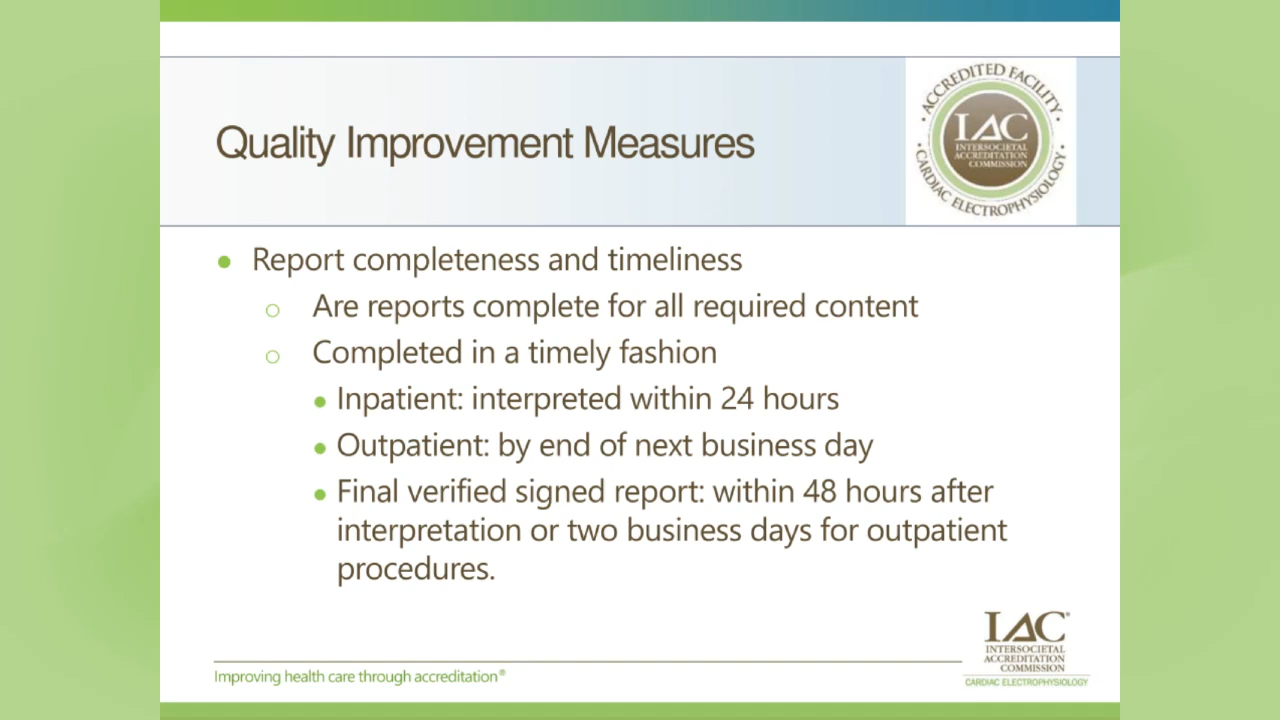 ACCREDITED FACILITY
IAC
INTERSOCIETAL
ACCREDITATION
COMMISSION
CARDIAC ELECTROPHYSIOLOGY
Quality Improvement Measures
● Report completeness and timeliness
o Are reports complete for all required content
o Completed in a timely fashion
● Inpatient: interpreted within 24 hours
● Outpatient: by end of next business day
● Final verified signed report: within 48 hours after
interpretation or two business days for outpatient
procedures.
IAC®
INTERSOCIETAL
ACCREDITATION
COMMISSION
CARDIAC ELECTROPHYSIOLOGY
Improving health care through accreditation®